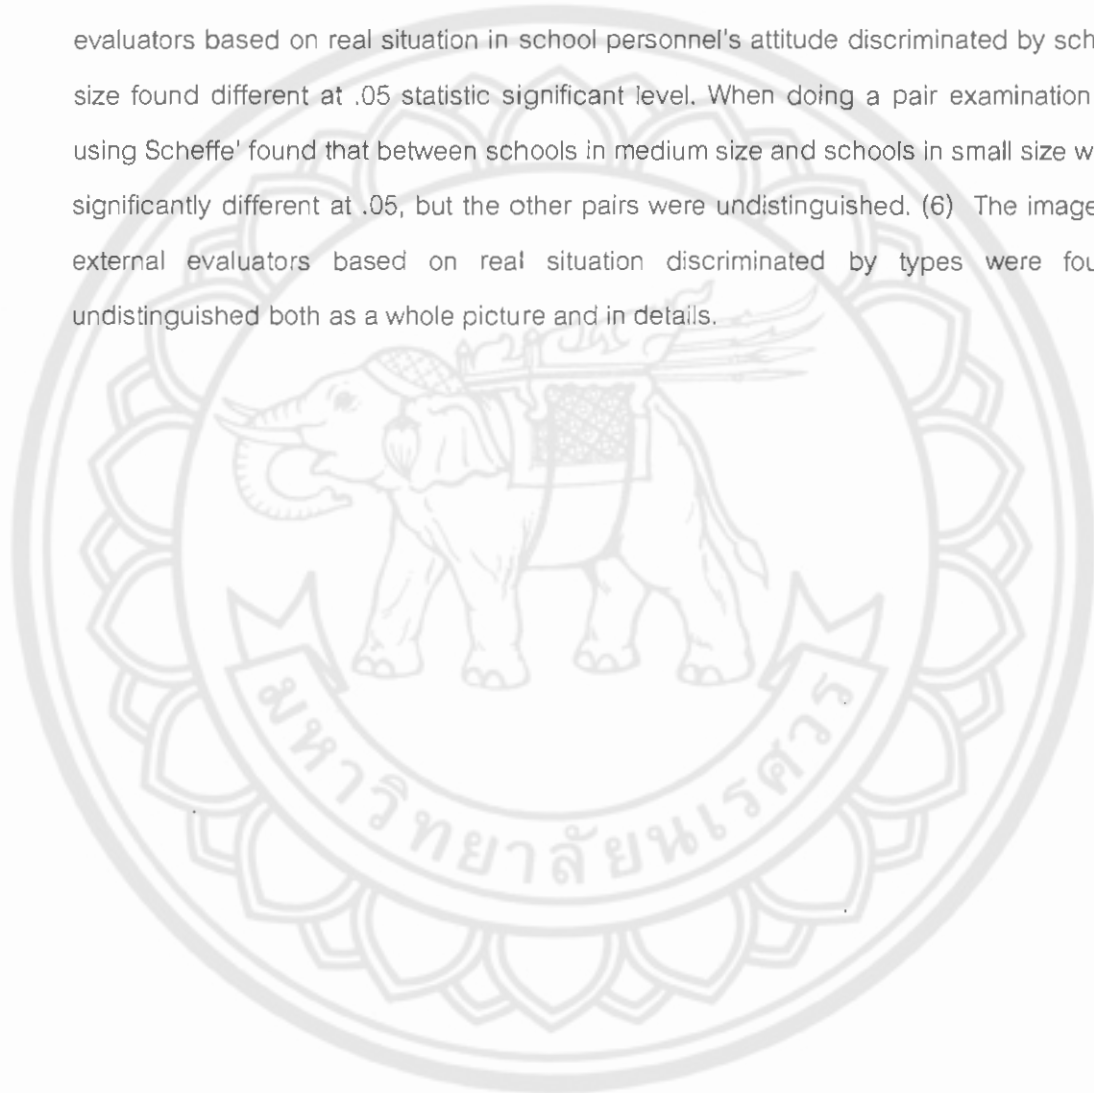 evaluators based on real situation in school personnel's attitude discriminated by sch
size found different at .05 statistic significant level. When doing a pair examination
using Scheffe' found that between schools in medium size and schools in small size w
significantly different at .05, but the other pairs were undistinguished. (6) The image
external evaluators based on real situation discriminated by types were fou
undistinguished both as a whole picture and in details.
มหาวิทยาลัยนเรศวร